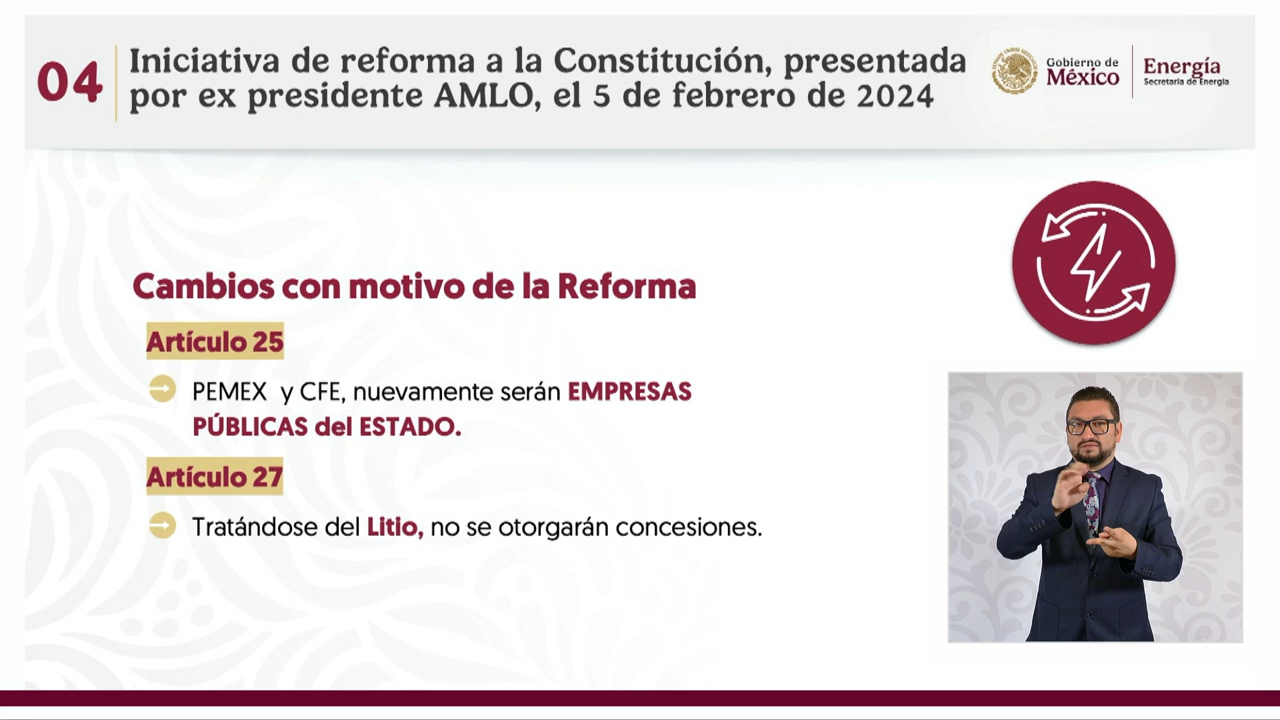 04
Iniciativa de reforma a la Constitución, presentada
por ex presidente AMLO, el 5 de febrero de 2024
Gobierno de
México
Energía
Secretaría de Energía
Cambios con motivo de la Reforma
Artículo 25
PEMEX y CFE, nuevamente serán EMPRESAS
PÚBLICAS del ESTADO.
Artículo 27
Tratándose del Litio, no se otorgarán concesiones.